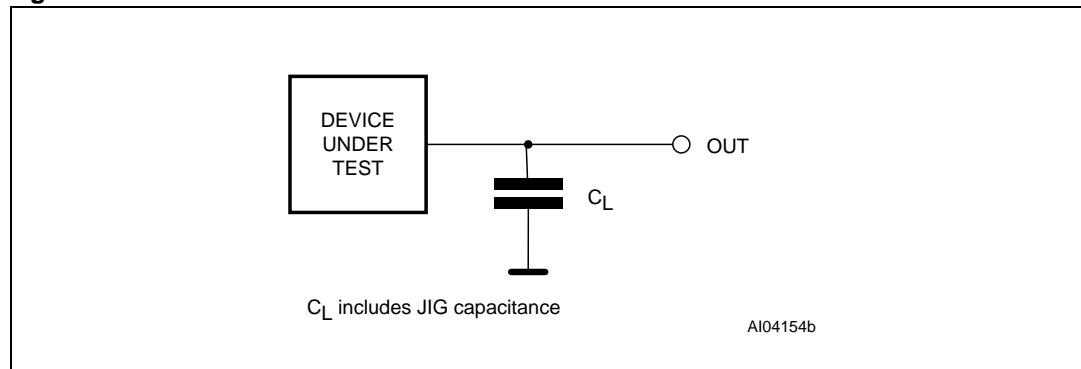 DEVICE
UNDER
TEST
OUT
CL
CL includes JIG capacitance
AI04154b